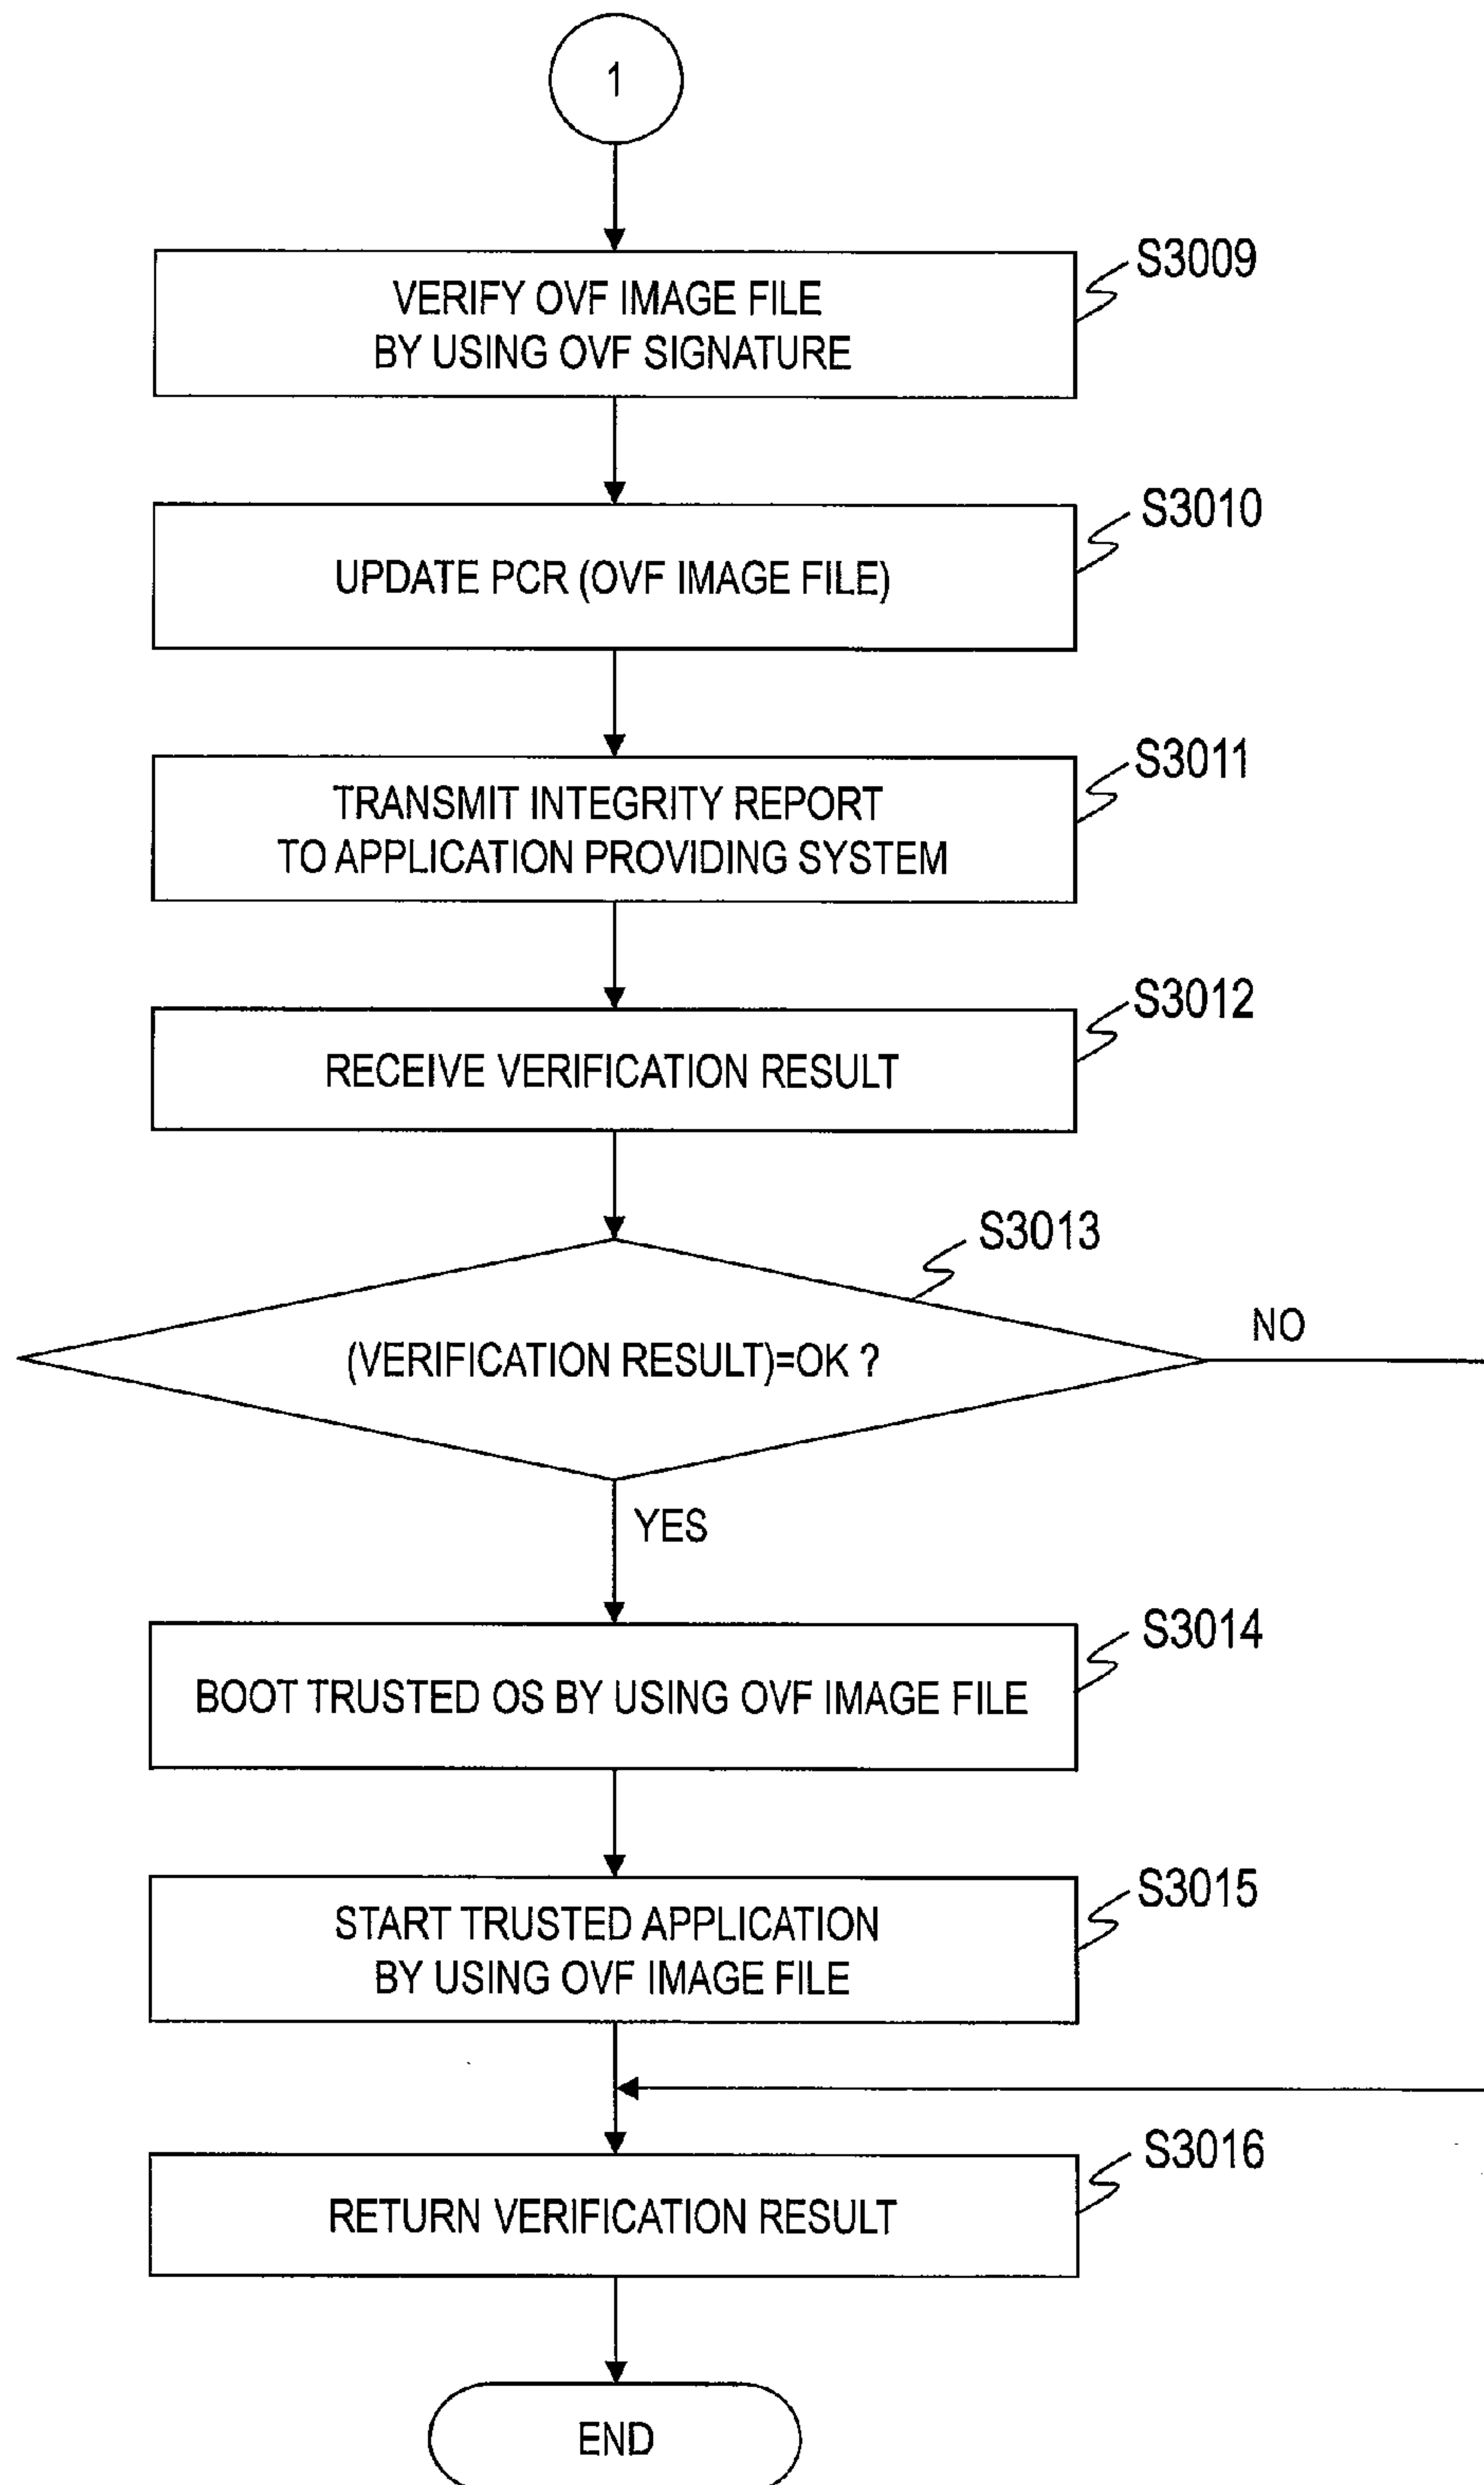 1
VERIFY OVF IMAGE FILE
BY USING OVF SIGNATURE
S3009
UPDATE PCR (OVF IMAGE FILE)
S3010
TRANSMIT INTEGRITY REPORT
TO APPLICATION PROVIDING SYSTEM
S3011
RECEIVE VERIFICATION RESULT
S3012
(VERIFICATION RESULT)=OK ?
S3013
NO
YES
BOOT TRUSTED OS BY USING OVF IMAGE FILE
S3014
START TRUSTED APPLICATION
BY USING OVF IMAGE FILE
S3015
RETURN VERIFICATION RESULT
S3016
END